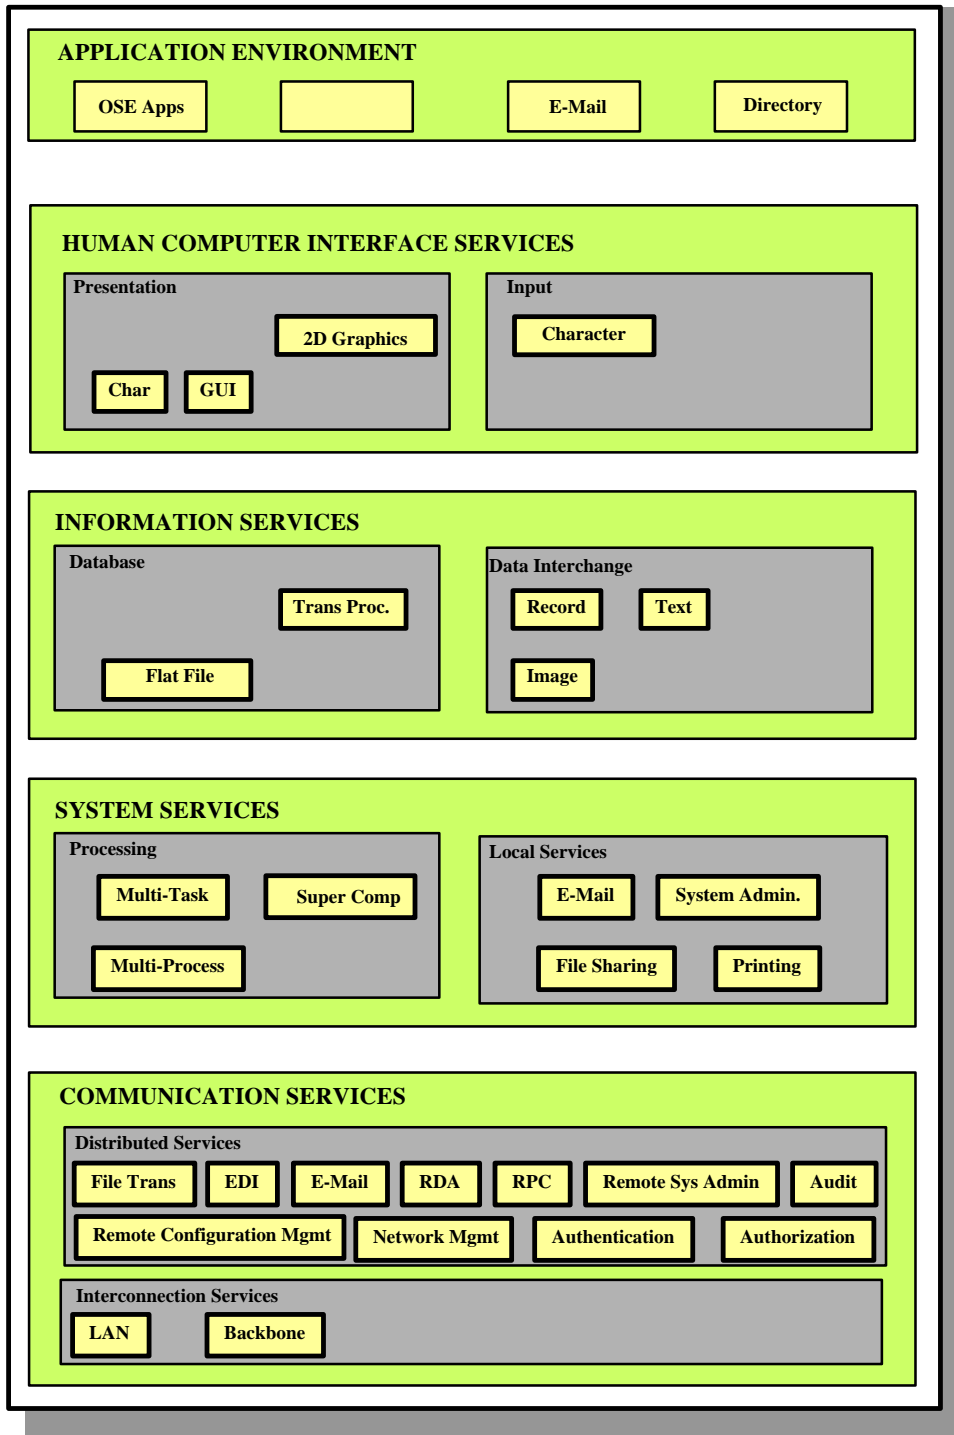 APPLICATION ENVIRONMENT
OSE Apps
E-Mail
Directory
HUMAN COMPUTER INTERFACE SERVICES
Presentation
2D Graphics
Char
GUI
Input
Character
INFORMATION SERVICES
Database
Trans Proc.
Flat File
Data Interchange
Record
Text
Image
SYSTEM SERVICES
Processing
Multi-Task
Super Comp
Multi-Process
Local Services
E-Mail
System Admin.
File Sharing
Printing
COMMUNICATION SERVICES
Distributed Services
File Trans
EDI
E-Mail
RDA
RPC
Remote Sys Admin
Audit
Remote Configuration Mgmt
Network Mgmt
Authentication
Authorization
Interconnection Services
LAN
Backbone